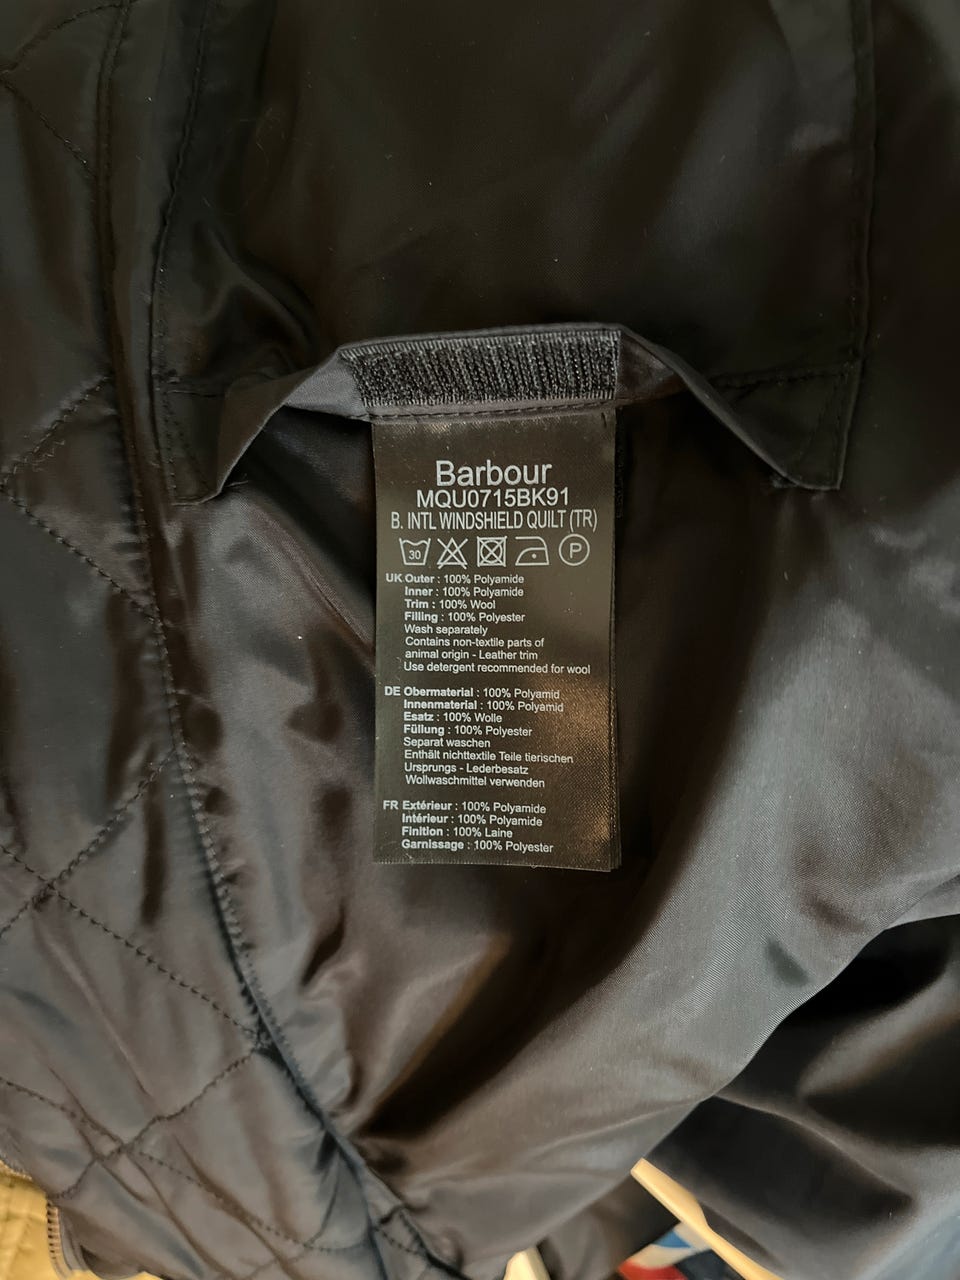 Barbour
MQU0715BK91
B. INTL WINDSHIELD QUILT (TR)
30 P
UK Outer : 100% Polyamide
Inner : 100% Polyamide
Trim : 100% Wool
Filling : 100% Polyester
Wash separately
Contains non-textile parts of
animal origin - Leather trim
Use detergent recommended for wool
DE Obermaterial : 100% Polyamid
Innenmaterial : 100% Polyamid
Esatz : 100% Wolle
Füllung : 100% Polyester
Separat waschen
Enthält nichttextile Teile tierischen
Ursprungs - Lederbesatz
Wollwaschmittel verwenden
FR Extérieur : 100% Polyamide
Intérieur : 100% Polyamide
Finition : 100% Laine
Garnissage : 100% Polyester